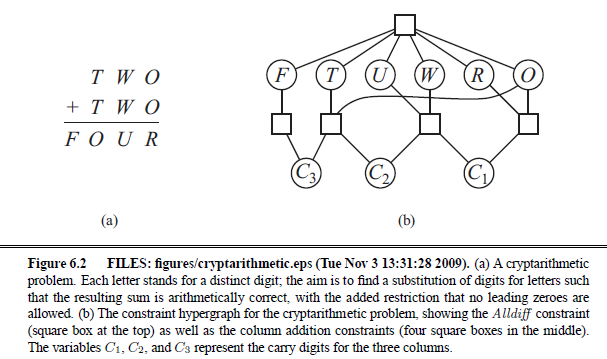 T W O
+ T W O
F O U R
(a)
F T U W R O
C3 C2 C1
(b)
Figure 6.2 FILES: figures/cryptarithmetic.eps (Tue Nov 3 13:31:28 2009). (a) A cryptarithmetic
problem. Each letter stands for a distinct digit; the aim is to find a substitution of digits for letters such
that the resulting sum is arithmetically correct, with the added restriction that no leading zeroes are
allowed. (b) The constraint hypergraph for the cryptarithmetic problem, showing the Alldiff constraint
(square box at the top) as well as the column addition constraints (four square boxes in the middle).
The variables C1, C2, and C3 represent the carry digits for the three columns.